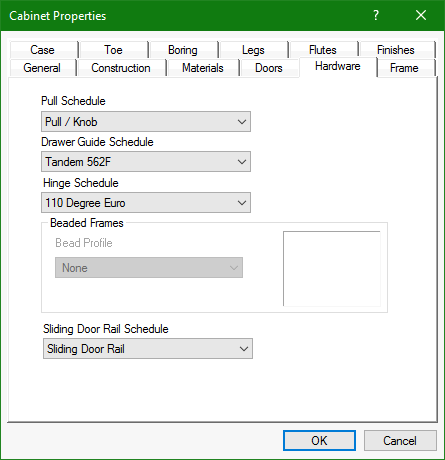 Cabinet Properties
?
Case Toe Boring Legs Flutes Finishes
General Construction Materials Doors Hardware Frame
Pull Schedule
Pull / Knob
Drawer Guide Schedule
Tandem 562F
Hinge Schedule
110 Degree Euro
Beaded Frames
Bead Profile
None
Sliding Door Rail Schedule
Sliding Door Rail
OK Cancel